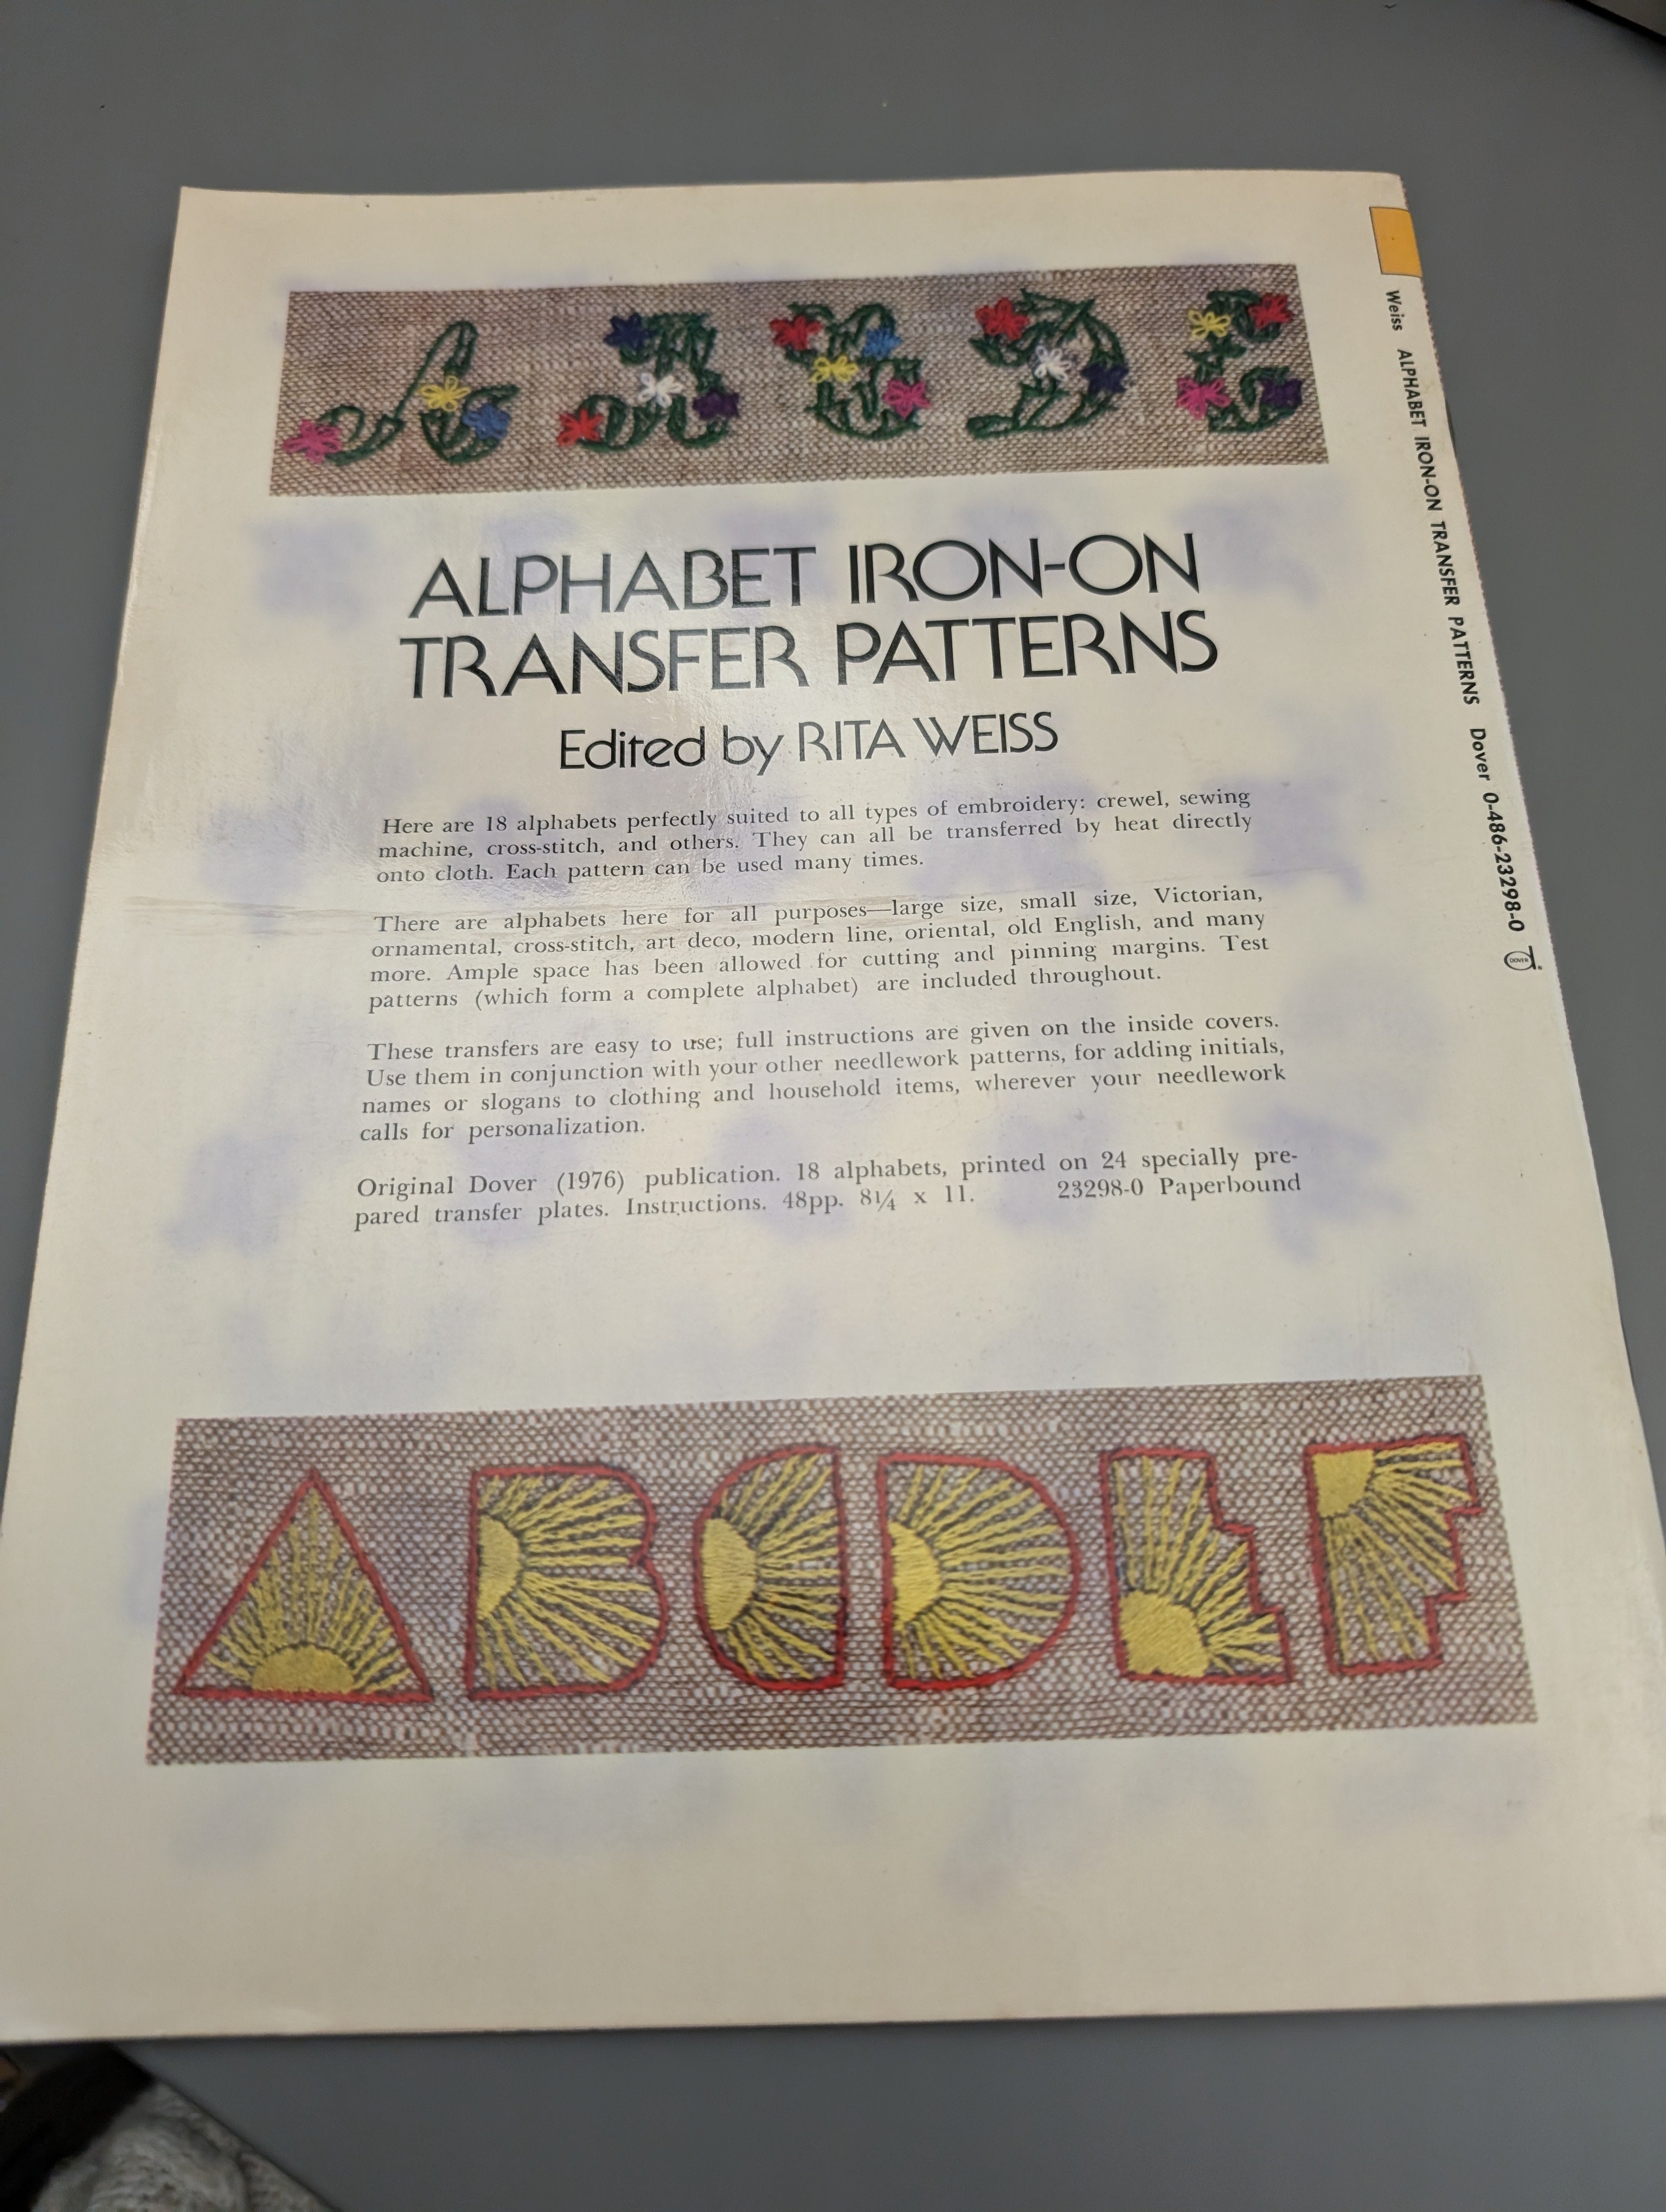 A B C D E
ALPHABET IRON-ON
TRANSFER PATTERNS
Edited by RITA WEISS
Here are 18 alphabets perfectly suited to all types of embroidery: crewel, sewing
machine, cross-stitch, and others. They can all be transferred by heat directly
onto cloth. Each pattern can be used many times.
There are alphabets here for all purposes—large size, small size, Victorian,
ornamental, cross-stitch, art deco, modern line, oriental, old English, and many
more. Ample space has been allowed for cutting and pinning margins. Test
patterns (which form a complete alphabet) are included throughout.
These transfers are easy to use; full instructions are given on the inside covers.
Use them in conjunction with your other needlework patterns, for adding initials,
names or slogans to clothing and household items, wherever your needlework
calls for personalization.
Original Dover (1976) publication. 18 alphabets, printed on 24 specially pre-
pared transfer plates. Instructions. 48pp. 8¼ x 11. 23298-0 Paperbound
A B C D E F
Weiss ALPHABET IRON-ON TRANSFER PATTERNS Dover 0-486-23298-0
DOVER